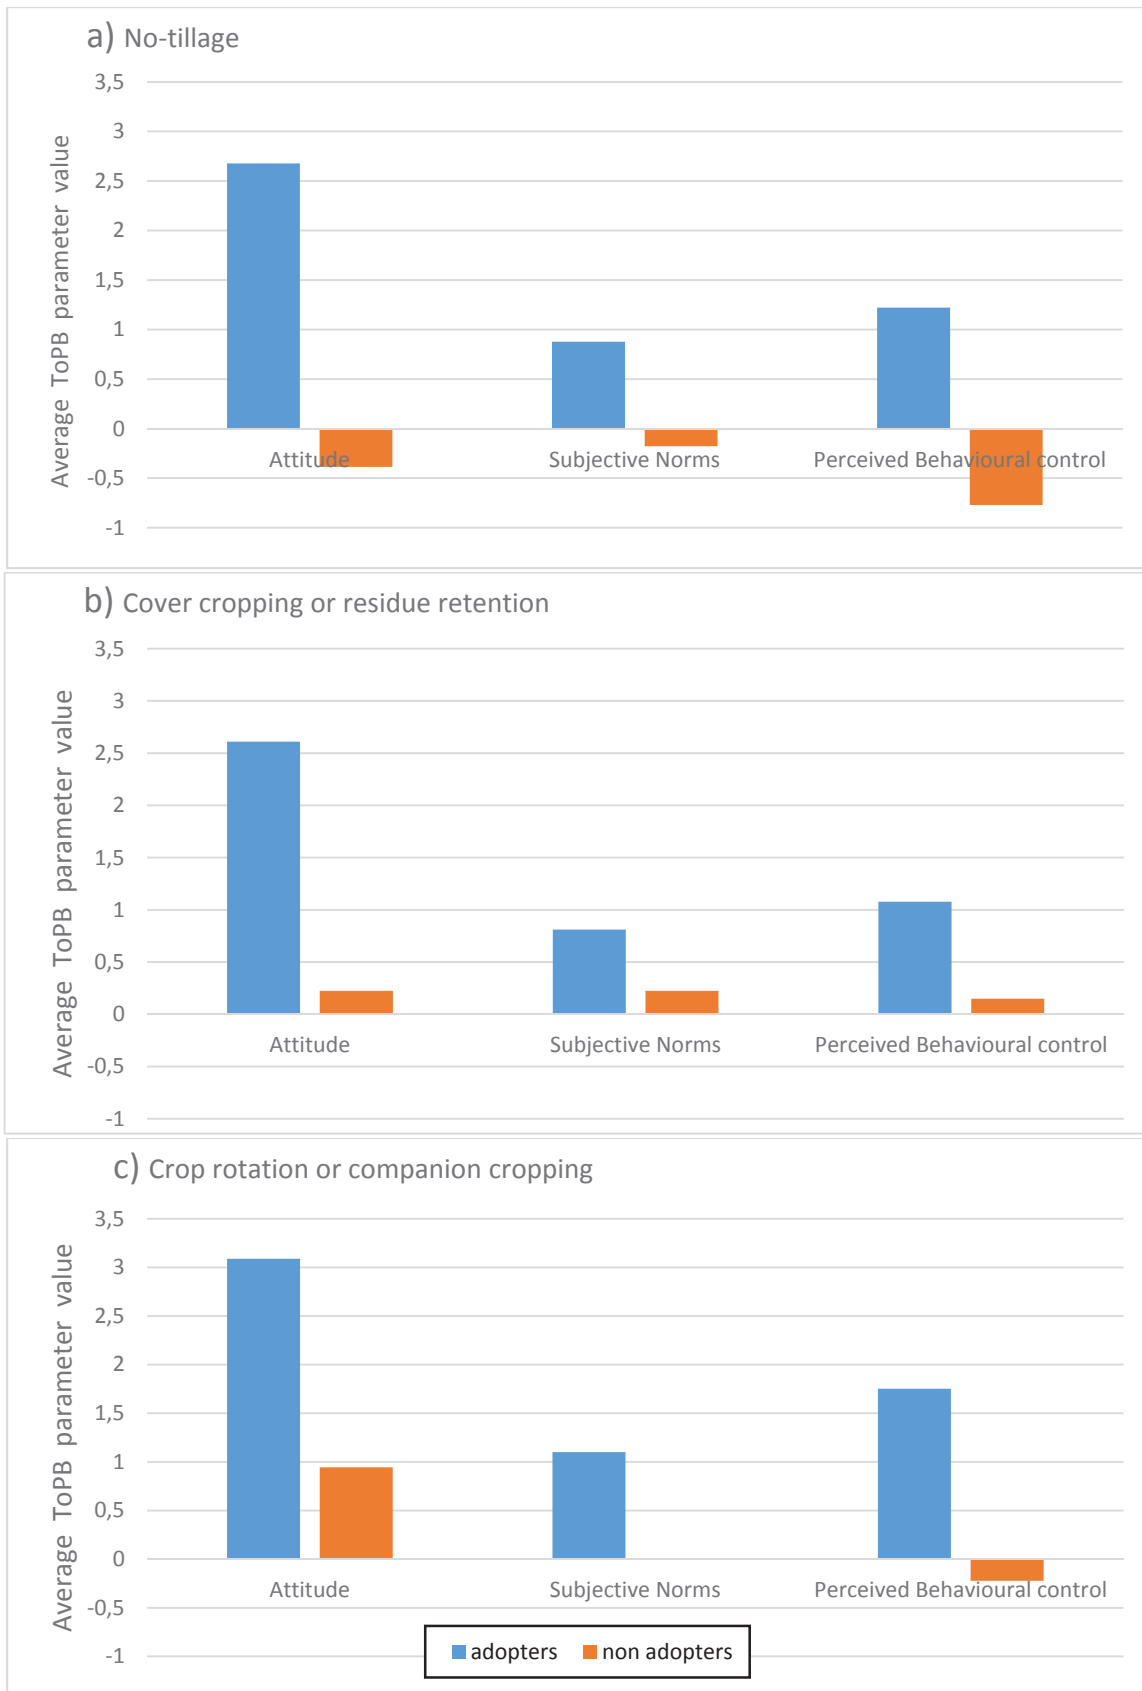 a) No-tillage
Average ToPB parameter value
3,5
3
2,5
2
1,5
1
0,5
0
-0,5
-1
Attitude
Subjective Norms
Perceived Behavioural control
b) Cover cropping or residue retention
Average ToPB parameter value
3,5
3
2,5
2
1,5
1
0,5
0
-0,5
-1
Attitude
Subjective Norms
Perceived Behavioural control
c) Crop rotation or companion cropping
Average ToPB parameter value
3,5
3
2,5
2
1,5
1
0,5
0
-0,5
-1
Attitude
Subjective Norms
Perceived Behavioural control
adopters
non adopters